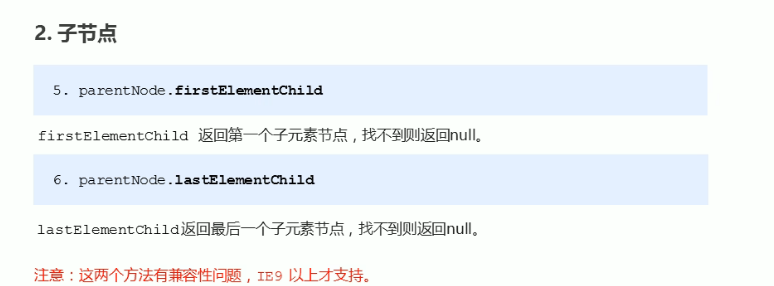 2. 子节点
5. parentNode.firstElementChild
firstElementChild 返回第一个子元素节点，找不到则返回null。
6. parentNode.lastElementChild
lastElementChild返回最后一个子元素节点，找不到则返回null。
注意：这两个方法有兼容性问题，IE9 以上才支持。